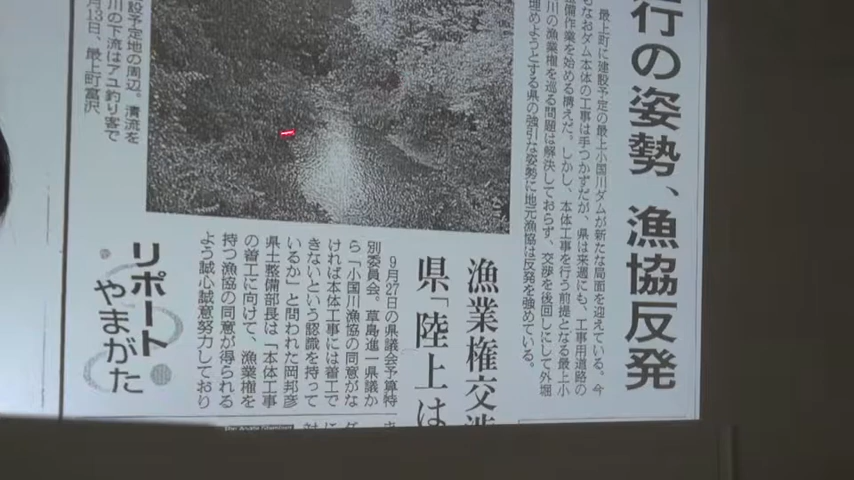 行の姿勢、漁協反発
最上町に建設予定の最上小国川ダムが新たな局面を迎えている。今
もなおダム本体の工事は手つかずだが、県は来週にも、工事用道路の
整備作業を始める構えだ。しかし、本体工事を行う前提となる最上小
川の漁業権を巡る問題は解決しておらず、交渉を後回しにして外堀
埋めようとする県の強引な姿勢に地元漁協は反発を強めている。
漁業権交渉
県「陸上は
9月27日の県議会予算特
別委員会。草島進一県議か
ら「小国川漁協の同意がな
ければ本体工事には着工で
きないという認識を持って
いるか」と問われた岡邦彦
県土整備部長は「本体工事
の着工に向けて、漁業権を
持つ漁協の同意が得られる
よう誠心誠意努力しており
設予定地の周辺。清流を
川の下流はアユ釣り客で
月13日、最上町富沢
リポート
やまがた